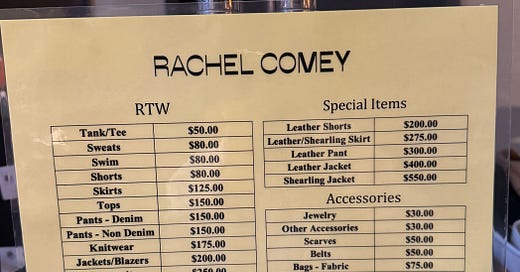 RACHEL COMEY
RTW
Tank/Tee $50.00
Sweats $80.00
Swim $80.00
Shorts $80.00
Skirts $125.00
Tops $150.00
Pants - Denim $150.00
Pants - Non Denim $150.00
Knitwear $175.00
Jackets/Blazers $200.00
Special Items
Leather Shorts $200.00
Leather/Shearling Skirt $275.00
Leather Pant $300.00
Leather Jacket $400.00
Shearling Jacket $550.00
Accessories
Jewelry $30.00
Other Accessories $30.00
Scarves $50.00
Belts $50.00
Bags - Fabric $75.00